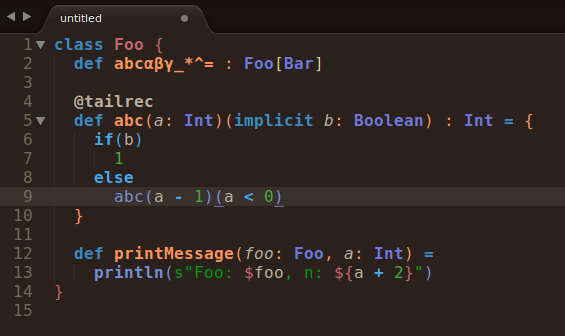 untitled
1 class Foo {
2   def abcαβγ_*^= : Foo[Bar]
3
4   @tailrec
5   def abc(a: Int)(implicit b: Boolean) : Int = {
6     if(b)
7       1
8     else
9       abc(a - 1)(a < 0)
10   }
11
12   def printMessage(foo: Foo, a: Int) =
13     println(s"Foo: $foo, n: ${a + 2}")
14 }
15